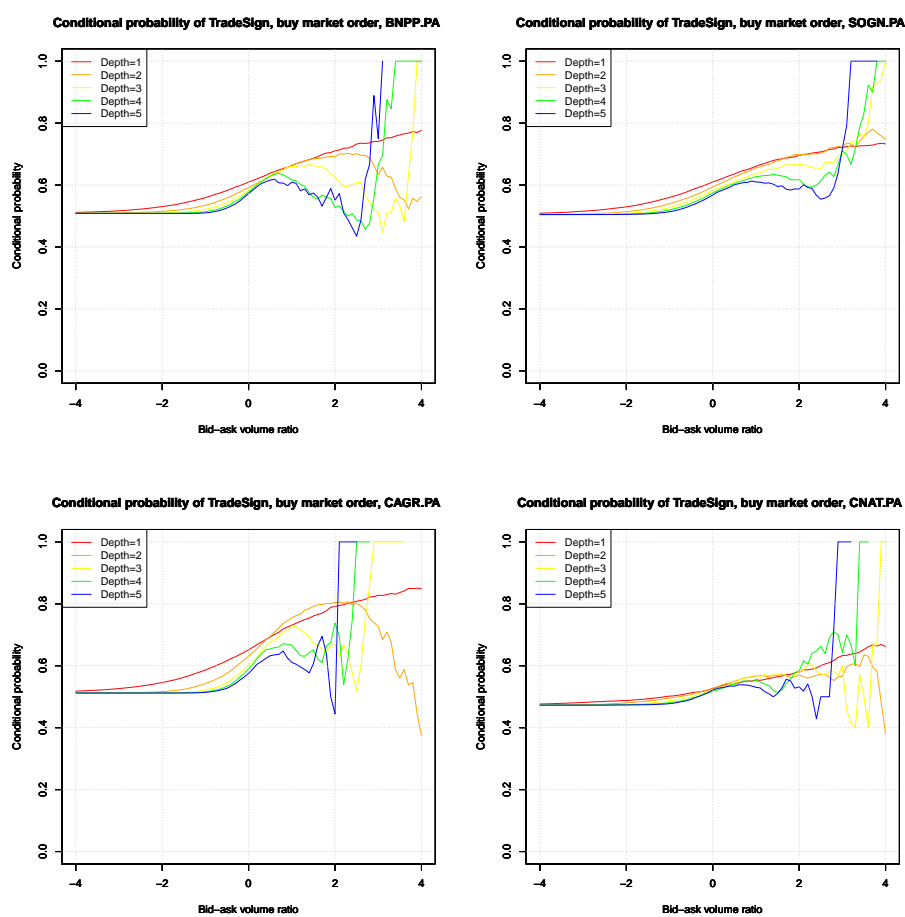 Conditional probability of TradeSign, buy market order, BNPP.PA
Depth=1
Depth=2
Depth=3
Depth=4
Depth=5
Conditional probability
1.0
0.8
0.6
0.4
0.2
0.0
−4 −2 0 2 4
Bid−ask volume ratio
Conditional probability of TradeSign, buy market order, SOGN.PA
Depth=1
Depth=2
Depth=3
Depth=4
Depth=5
Conditional probability
1.0
0.8
0.6
0.4
0.2
0.0
−4 −2 0 2 4
Bid−ask volume ratio
Conditional probability of TradeSign, buy market order, CAGR.PA
Depth=1
Depth=2
Depth=3
Depth=4
Depth=5
Conditional probability
1.0
0.8
0.6
0.4
0.2
0.0
−4 −2 0 2 4
Bid−ask volume ratio
Conditional probability of TradeSign, buy market order, CNAT.PA
Depth=1
Depth=2
Depth=3
Depth=4
Depth=5
Conditional probability
1.0
0.8
0.6
0.4
0.2
0.0
−4 −2 0 2 4
Bid−ask volume ratio